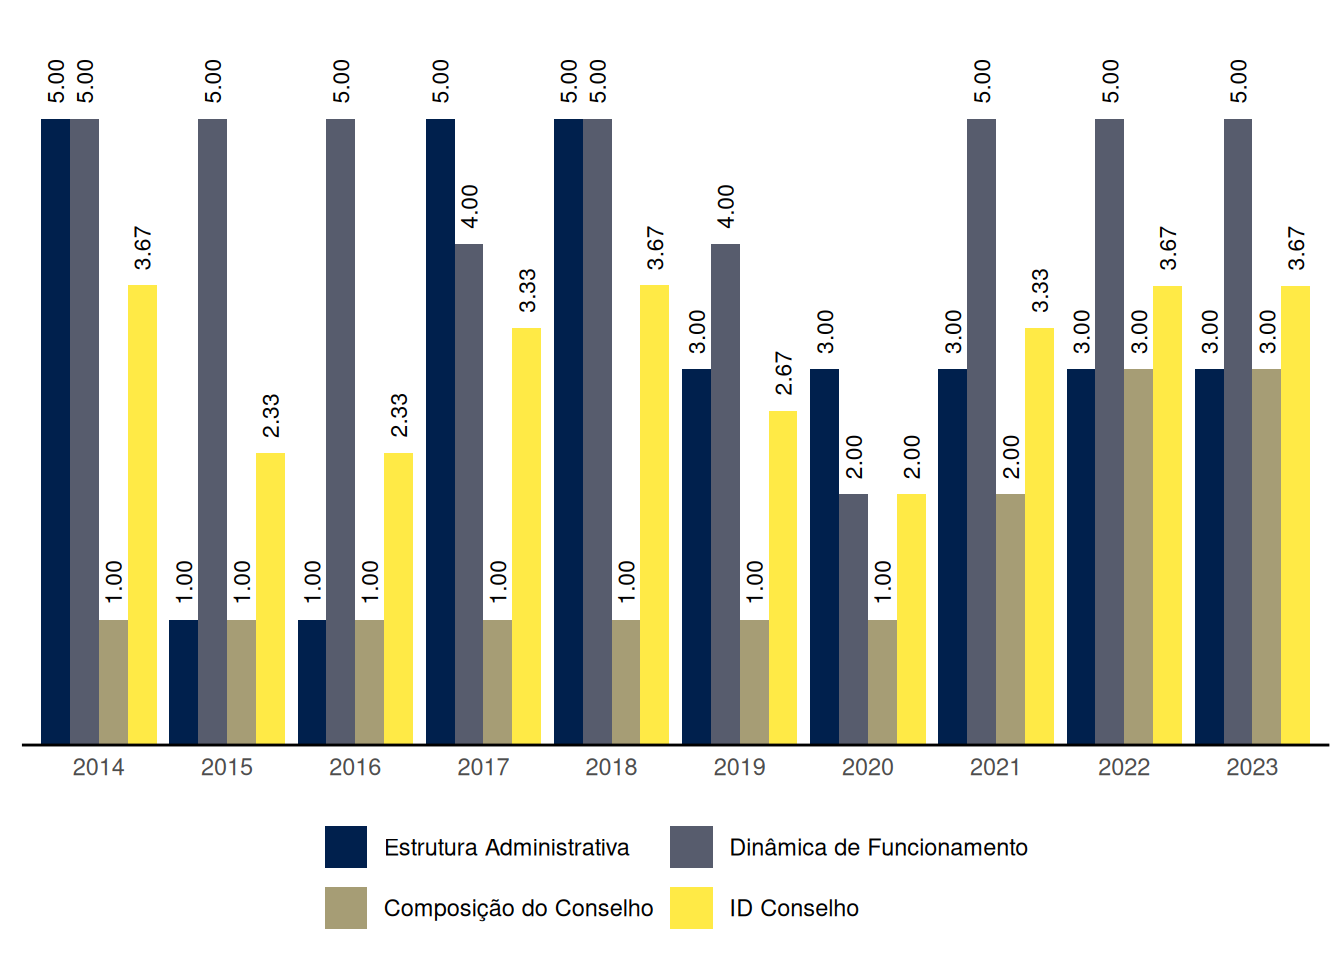 5.00 5.00 1.00 3.67
1.00 5.00 1.00 2.33
1.00 5.00 1.00 2.33
5.00 4.00 1.00 3.33
5.00 5.00 1.00 3.67
3.00 4.00 1.00 2.67
3.00 2.00 1.00 2.00
3.00 5.00 2.00 3.33
3.00 5.00 3.00 3.67
3.00 5.00 3.00 3.67
2014 2015 2016 2017 2018 2019 2020 2021 2022 2023
Estrutura Administrativa Dinâmica de Funcionamento
Composição do Conselho ID Conselho